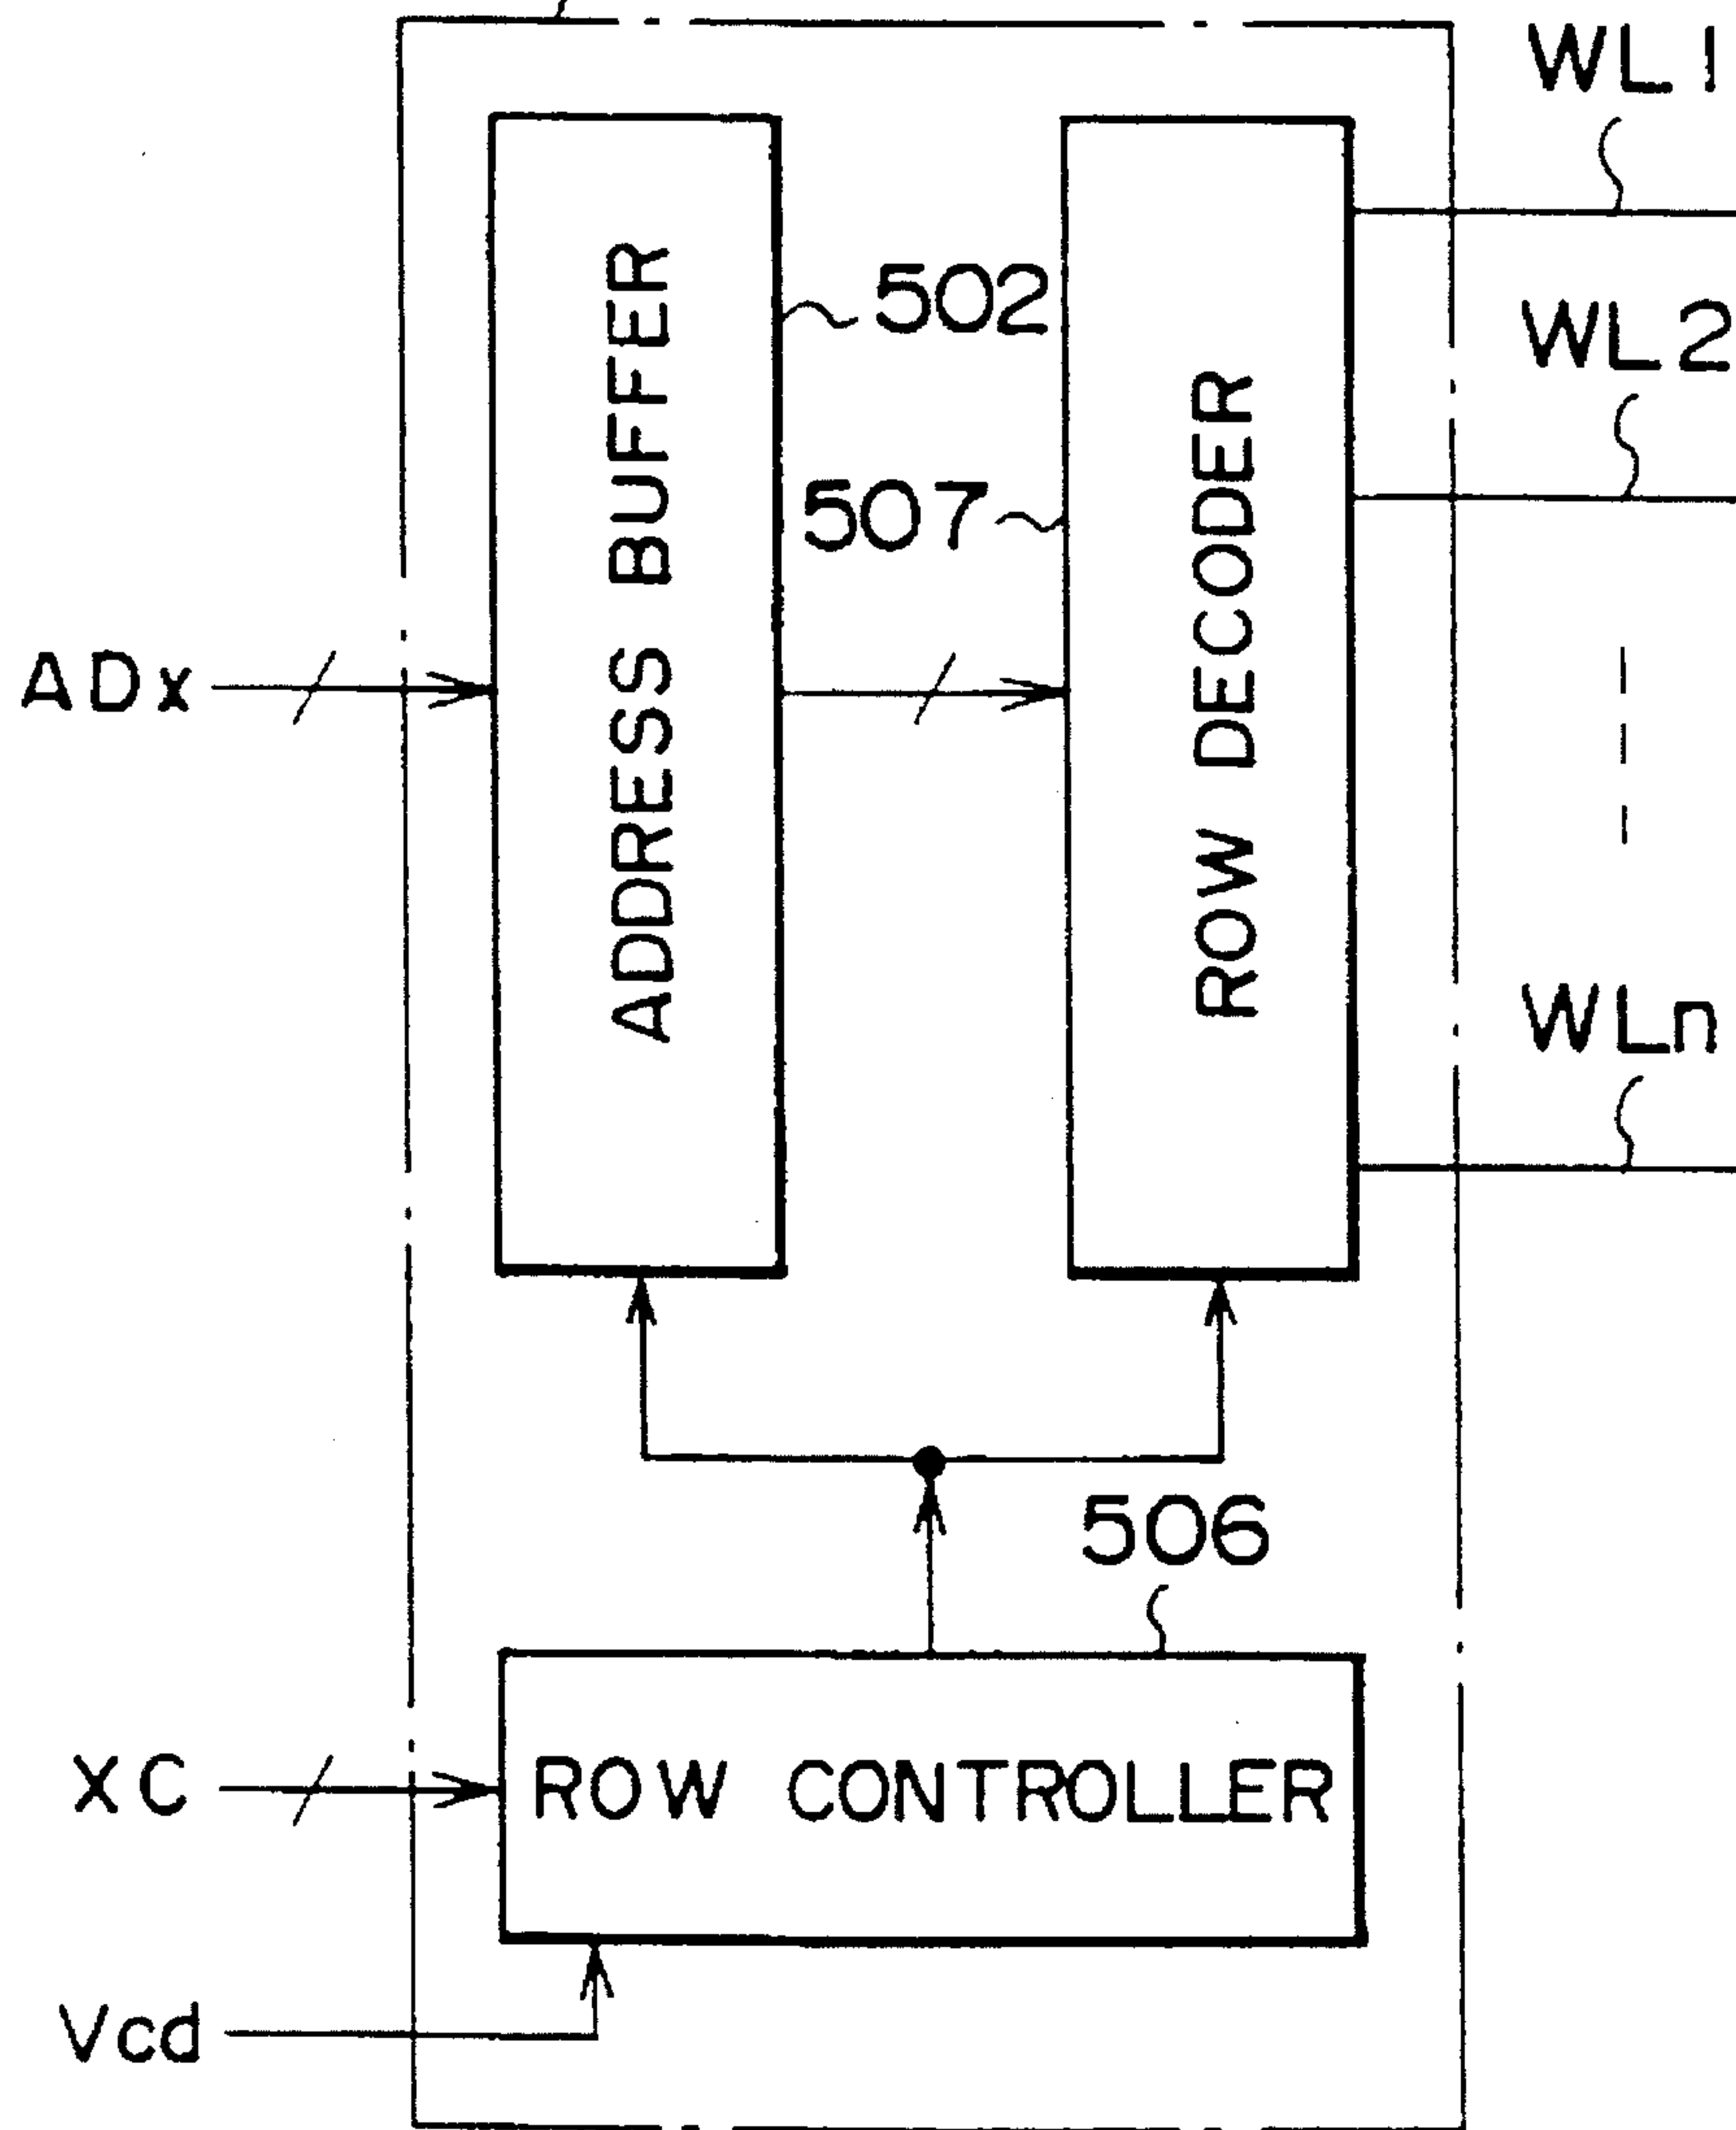 WL1
502
WL2
ADDRESS BUFFER
507
ROW DECODER
ADx
WLn
506
XC
ROW CONTROLLER
Vcd